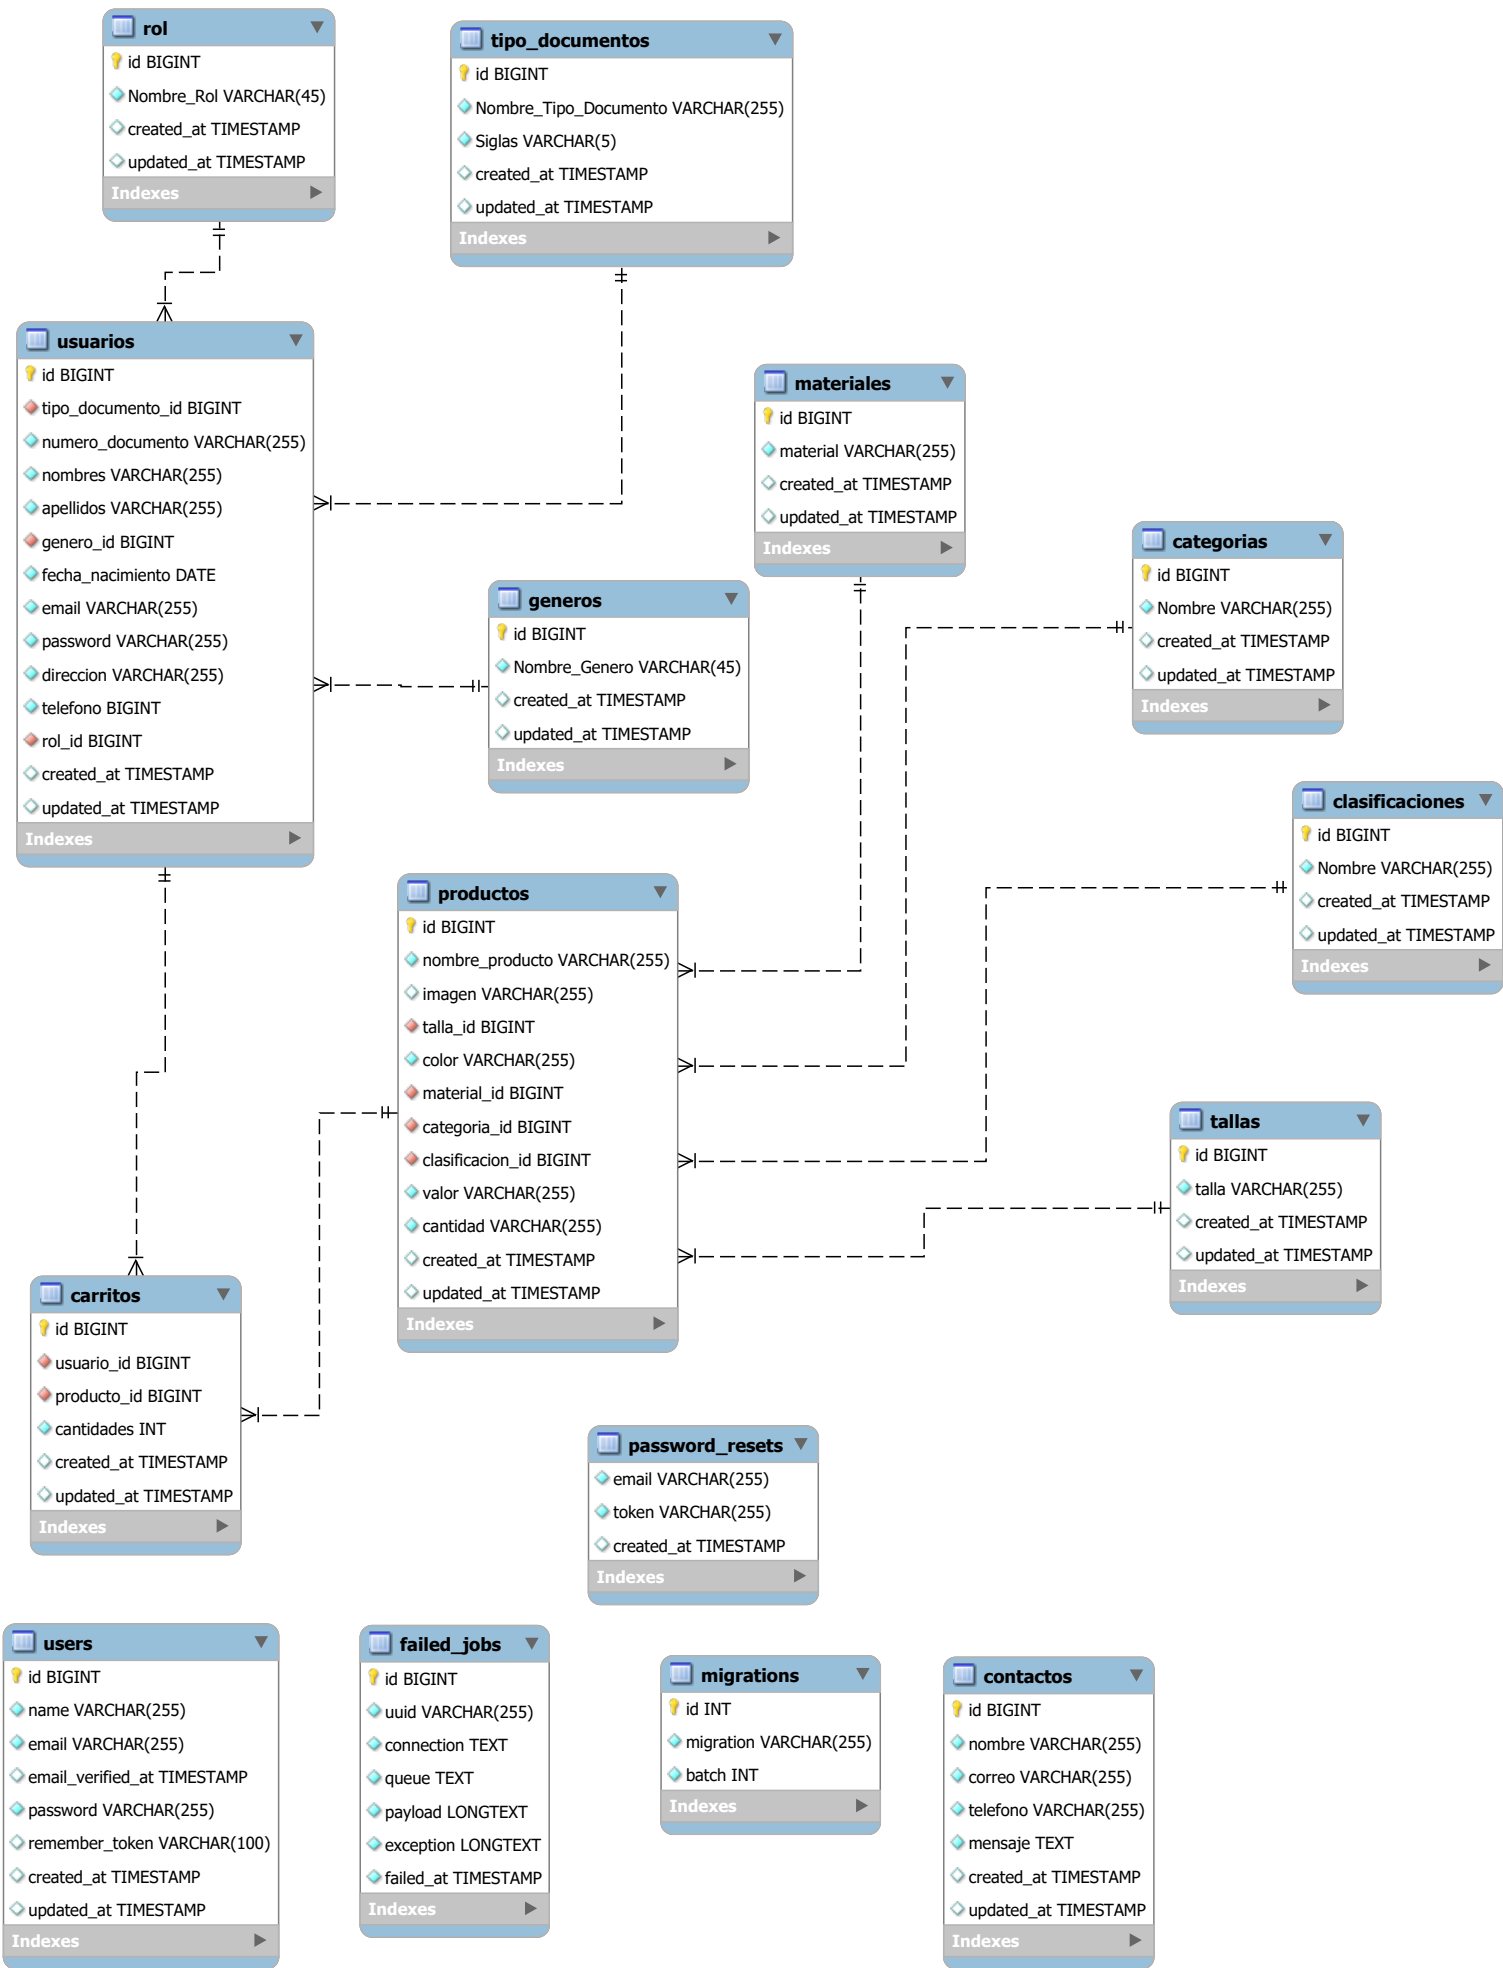 rol
id BIGINT
Nombre_Rol VARCHAR(45)
created_at TIMESTAMP
updated_at TIMESTAMP
Indexes
tipo_documentos
id BIGINT
Nombre_Tipo_Documento VARCHAR(255)
Siglas VARCHAR(5)
created_at TIMESTAMP
updated_at TIMESTAMP
Indexes
usuarios
id BIGINT
tipo_documento_id BIGINT
numero_documento VARCHAR(255)
nombres VARCHAR(255)
apellidos VARCHAR(255)
genero_id BIGINT
fecha_nacimiento DATE
email VARCHAR(255)
password VARCHAR(255)
direccion VARCHAR(255)
telefono BIGINT
rol_id BIGINT
created_at TIMESTAMP
updated_at TIMESTAMP
Indexes
materiales
id BIGINT
material VARCHAR(255)
created_at TIMESTAMP
updated_at TIMESTAMP
Indexes
categorias
id BIGINT
Nombre VARCHAR(255)
created_at TIMESTAMP
updated_at TIMESTAMP
Indexes
generos
id BIGINT
Nombre_Genero VARCHAR(45)
created_at TIMESTAMP
updated_at TIMESTAMP
Indexes
clasificaciones
id BIGINT
Nombre VARCHAR(255)
created_at TIMESTAMP
updated_at TIMESTAMP
Indexes
productos
id BIGINT
nombre_producto VARCHAR(255)
imagen VARCHAR(255)
talla_id BIGINT
color VARCHAR(255)
material_id BIGINT
categoria_id BIGINT
clasificacion_id BIGINT
valor VARCHAR(255)
cantidad VARCHAR(255)
created_at TIMESTAMP
updated_at TIMESTAMP
Indexes
tallas
id BIGINT
talla VARCHAR(255)
created_at TIMESTAMP
updated_at TIMESTAMP
Indexes
carritos
id BIGINT
usuario_id BIGINT
producto_id BIGINT
cantidades INT
created_at TIMESTAMP
updated_at TIMESTAMP
Indexes
password_resets
email VARCHAR(255)
token VARCHAR(255)
created_at TIMESTAMP
Indexes
users
id BIGINT
name VARCHAR(255)
email VARCHAR(255)
email_verified_at TIMESTAMP
password VARCHAR(255)
remember_token VARCHAR(100)
created_at TIMESTAMP
updated_at TIMESTAMP
Indexes
failed_jobs
id BIGINT
uuid VARCHAR(255)
connection TEXT
queue TEXT
payload LONGTEXT
exception LONGTEXT
failed_at TIMESTAMP
Indexes
migrations
id INT
migration VARCHAR(255)
batch INT
Indexes
contactos
id BIGINT
nombre VARCHAR(255)
correo VARCHAR(255)
telefono VARCHAR(255)
mensaje TEXT
created_at TIMESTAMP
updated_at TIMESTAMP
Indexes